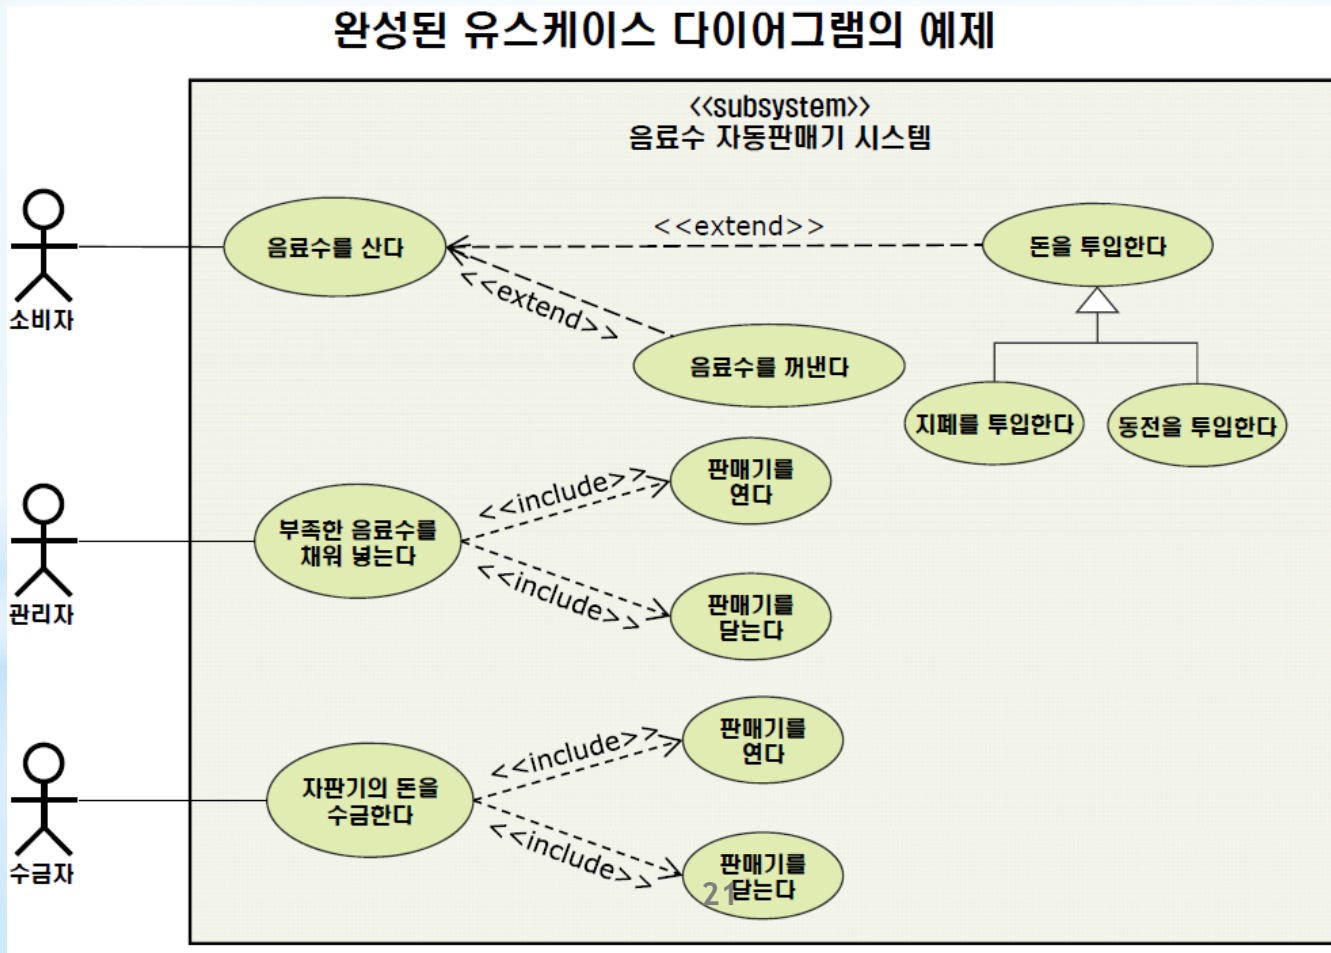 완성된 유스케이스 다이어그램의 예제
<<subsystem>>
음료수 자동판매기 시스템
소비자
음료수를 산다
<<extend>>
돈을 투입한다
<<extend>>
음료수를 꺼낸다
지폐를 투입한다
동전을 투입한다
관리자
부족한 음료수를
채워 넣는다
<<include>>
판매기를
연다
<<include>>
판매기를
닫는다
수금자
자판기의 돈을
수금한다
<<include>>
판매기를
연다
<<include>>
판매기를
닫는다
21